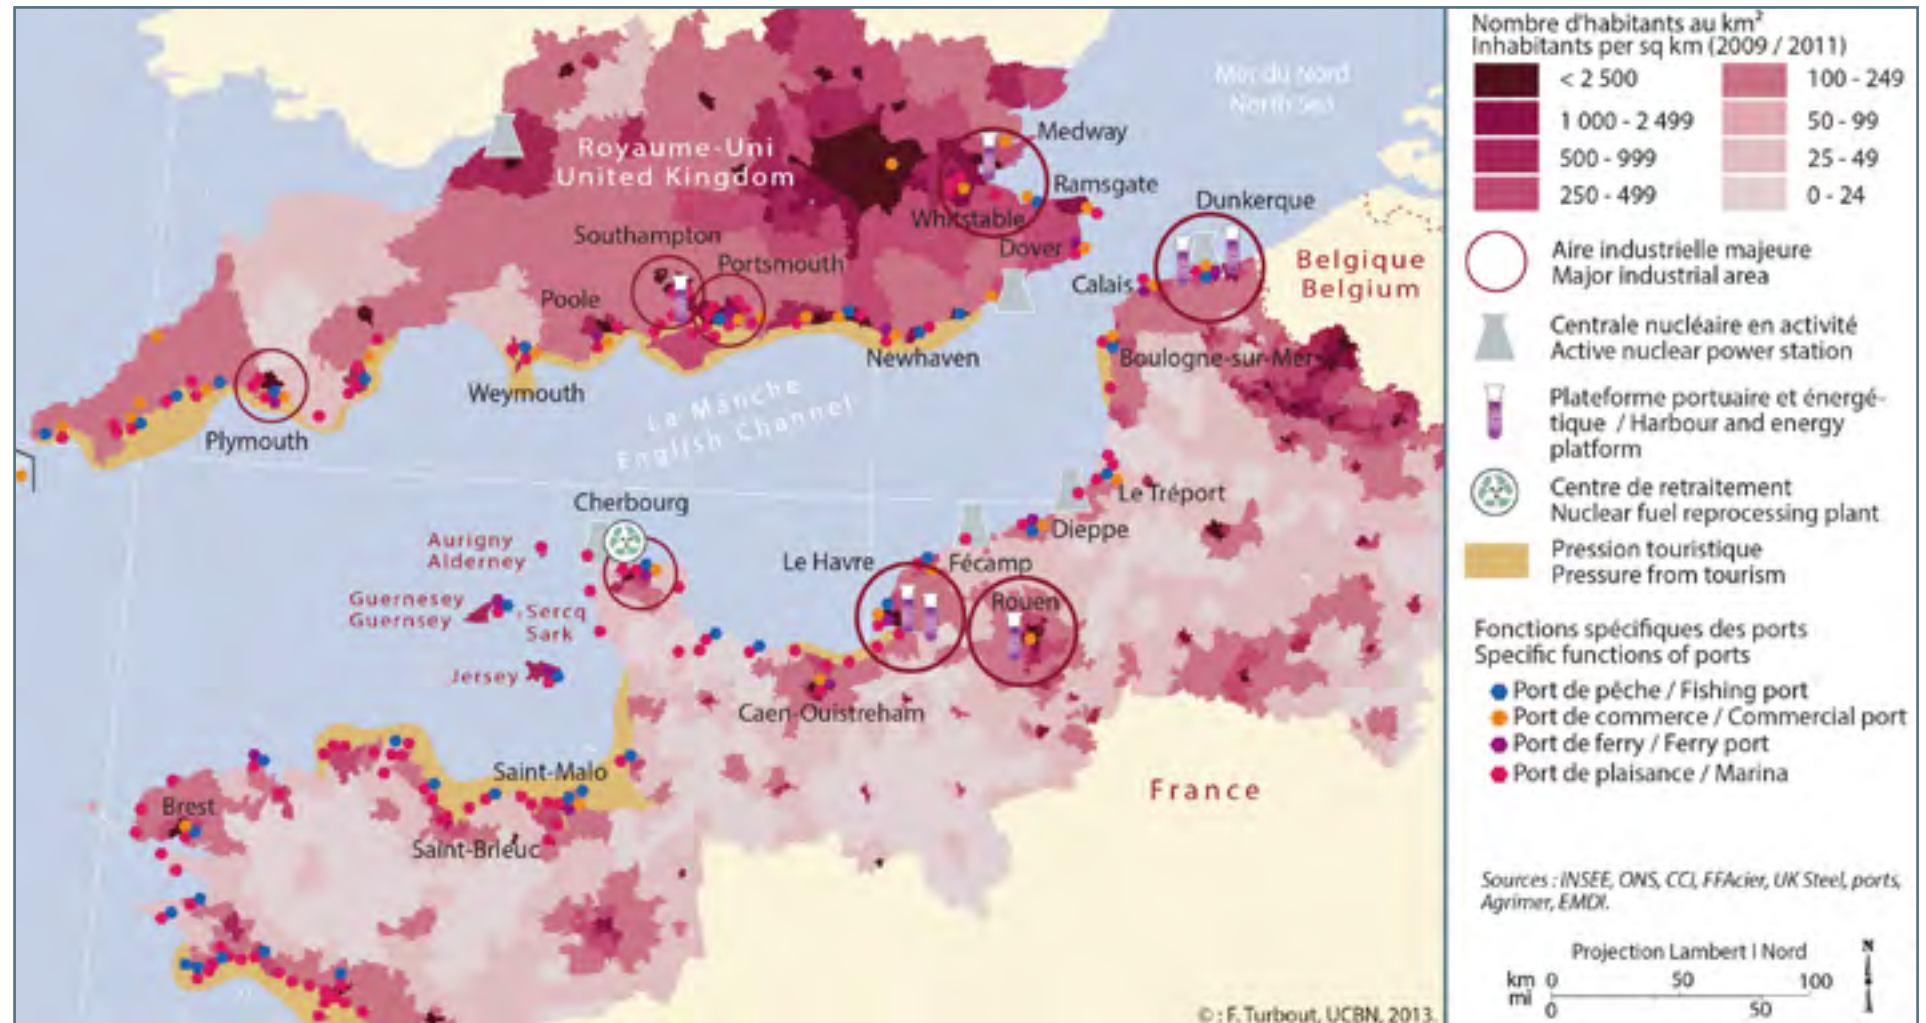 Mer du Nord
North Sea
Royaume-Uni
United Kingdom
Medway
Ramsgate
Whitstable
Dover
Dunkerque
Southampton
Portsmouth
Poole
Calais
Belgique
Belgium
Boulogne-sur-Mer
Newhaven
Weymouth
Plymouth
La Manche
English Channel
Cherbourg
Le Tréport
Dieppe
Aurigny
Alderney
Le Havre
Fécamp
Rouen
Guernesey
Guernsey
Sercq
Sark
Jersey
Caen-Ouistreham
Saint-Malo
Brest
Saint-Brieuc
France
© : F. Turbout, UCBN, 2013.
Nombre d'habitants au km²
Inhabitants per sq km (2009 / 2011)
< 2 500
1 000 - 2 499
500 - 999
250 - 499
100 - 249
50 - 99
25 - 49
0 - 24
Aire industrielle majeure
Major industrial area
Centrale nucléaire en activité
Active nuclear power station
Plateforme portuaire et énergé-
tique / Harbour and energy
platform
Centre de retraitement
Nuclear fuel reprocessing plant
Pression touristique
Pressure from tourism
Fonctions spécifiques des ports
Specific functions of ports
Port de pêche / Fishing port
Port de commerce / Commercial port
Port de ferry / Ferry port
Port de plaisance / Marina
Sources : INSEE, ONS, CCI, FFAcier, UK Steel, ports,
Agrimer, EMDI.
Projection Lambert I Nord
N
km 0 50 100
mi 0 50